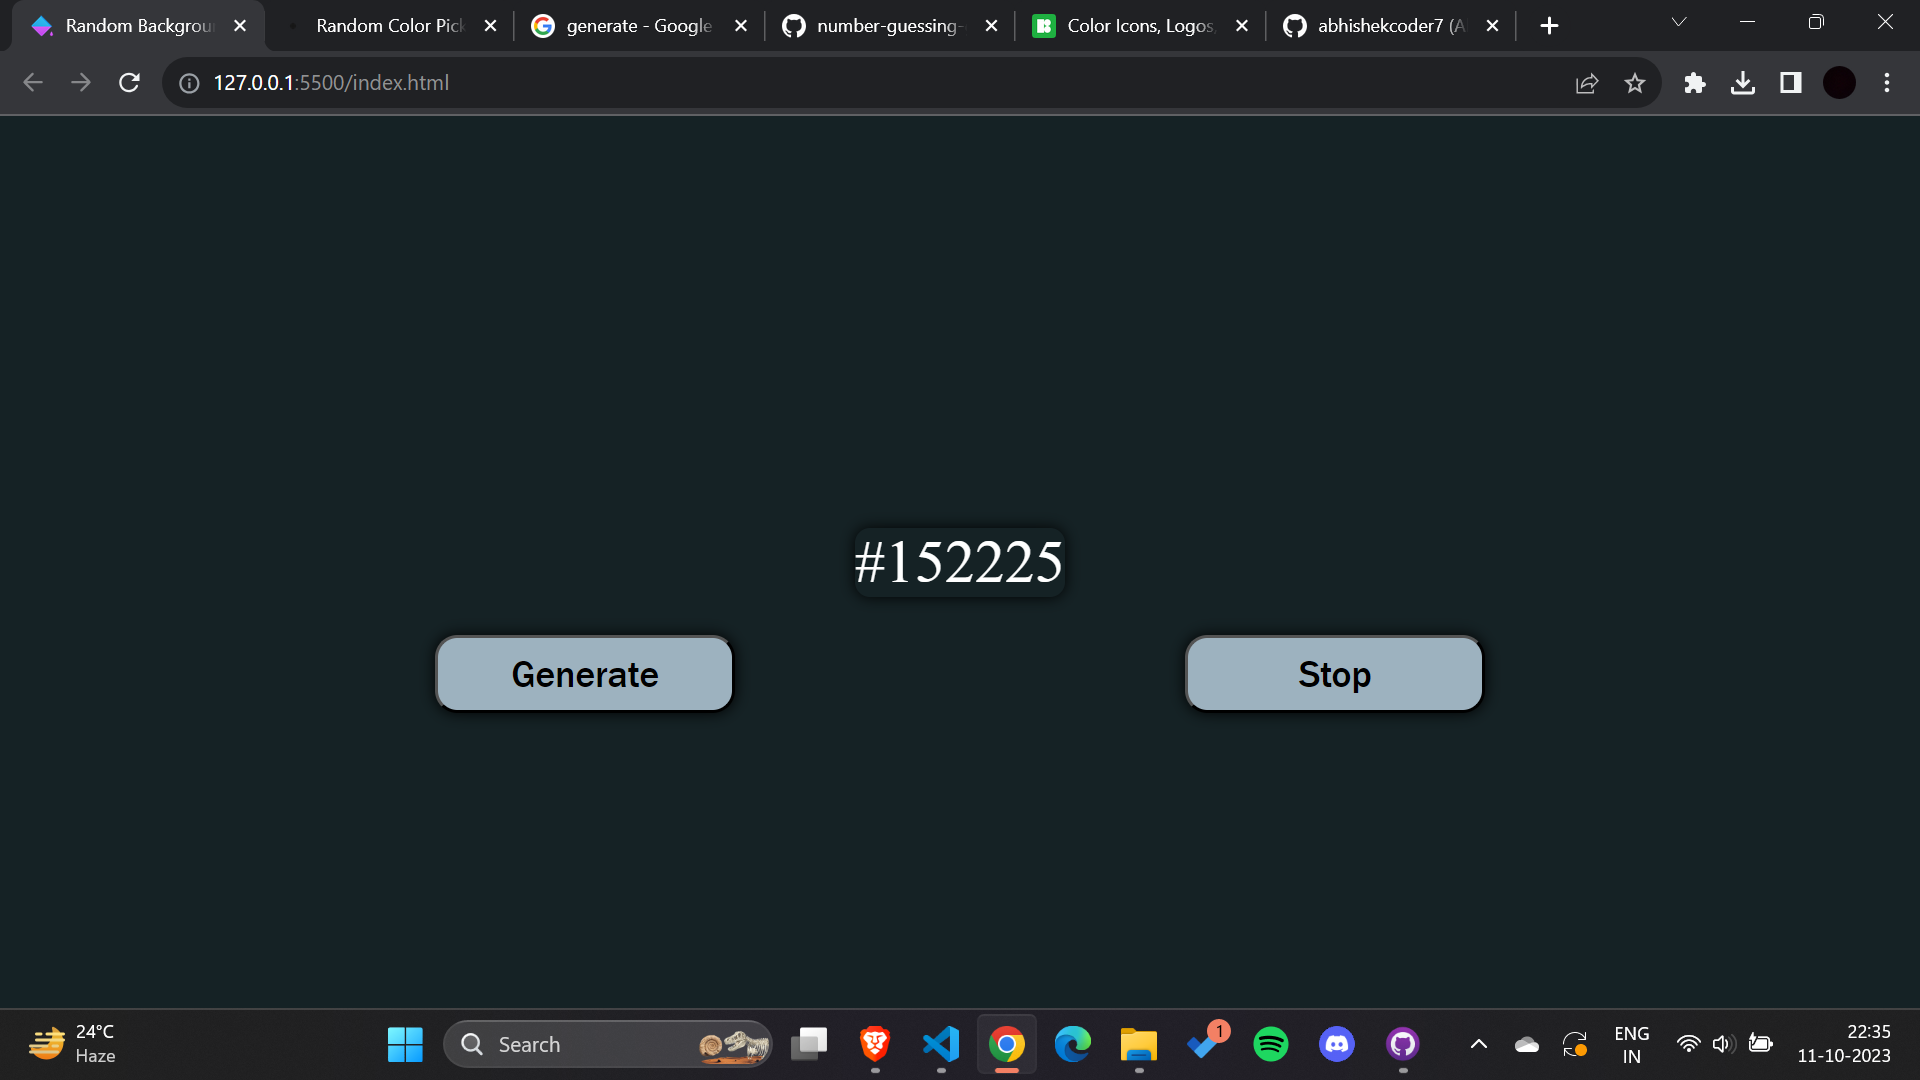 Random Backgrou
Random Color Pick
generate - Google
number-guessing-
Color Icons, Logos,
abhishekcoder7 (A
127.0.0.1:5500/index.html
#152225
Generate
Stop
24°C
Haze
Search
1
ENG
IN
22:35
11-10-2023